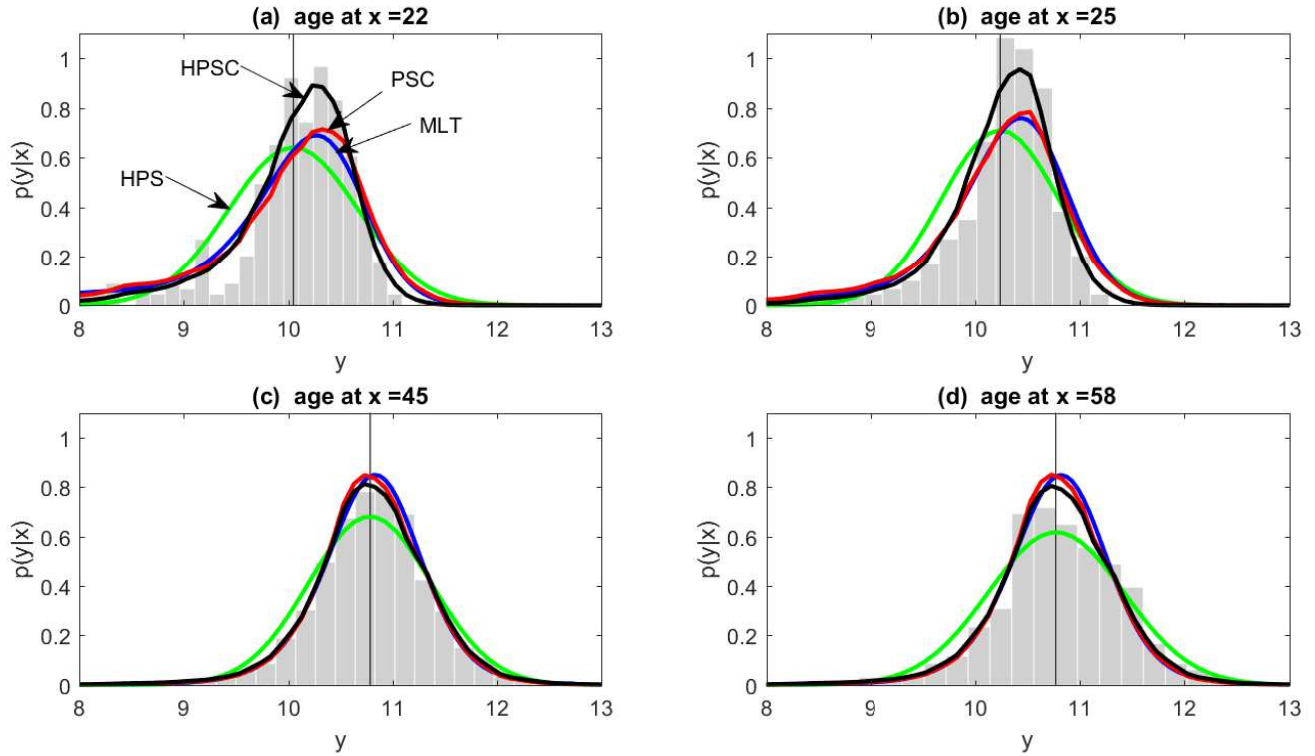 (a) age at x =22
1
0.8
0.6
0.4
0.2
0
p(y|x)
HPSC
PSC
MLT
HPS
8 9 10 11 12 13
y
(b) age at x =25
1
0.8
0.6
0.4
0.2
0
p(y|x)
8 9 10 11 12 13
y
(c) age at x =45
1
0.8
0.6
0.4
0.2
0
p(y|x)
8 9 10 11 12 13
y
(d) age at x =58
1
0.8
0.6
0.4
0.2
0
p(y|x)
8 9 10 11 12 13
y